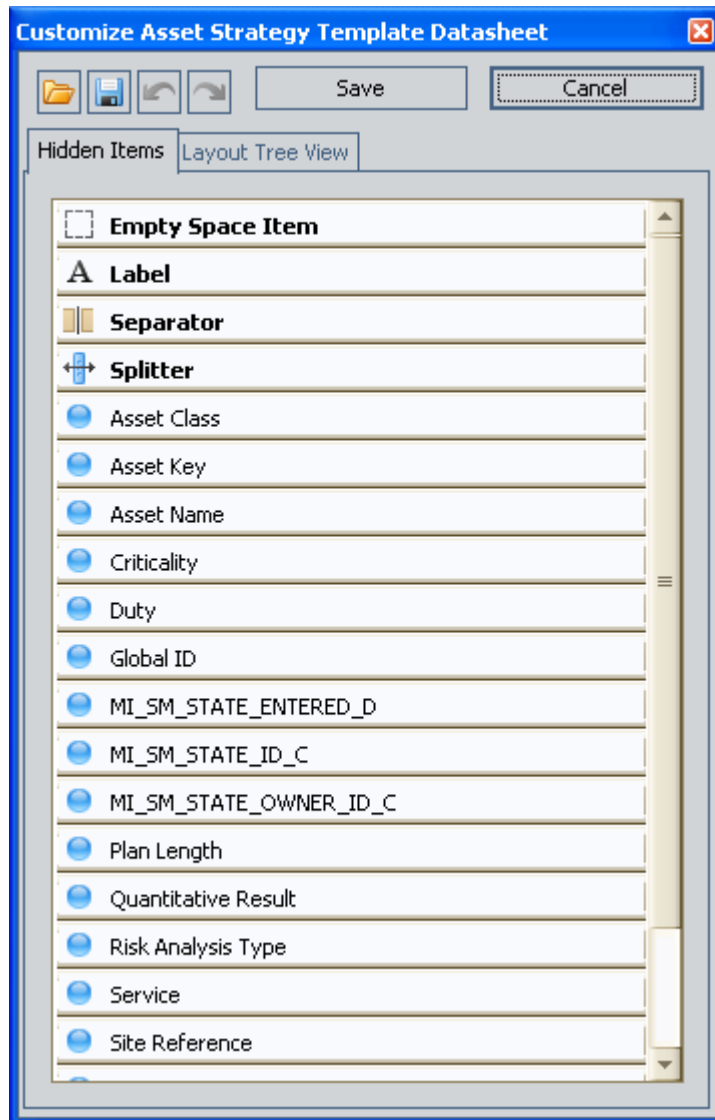 Customize Asset Strategy Template Datasheet
Save Cancel
Hidden Items Layout Tree View
Empty Space Item
A Label
Separator
Splitter
Asset Class
Asset Key
Asset Name
Criticality
Duty
Global ID
MI_SM_STATE_ENTERED_D
MI_SM_STATE_ID_C
MI_SM_STATE_OWNER_ID_C
Plan Length
Quantitative Result
Risk Analysis Type
Service
Site Reference